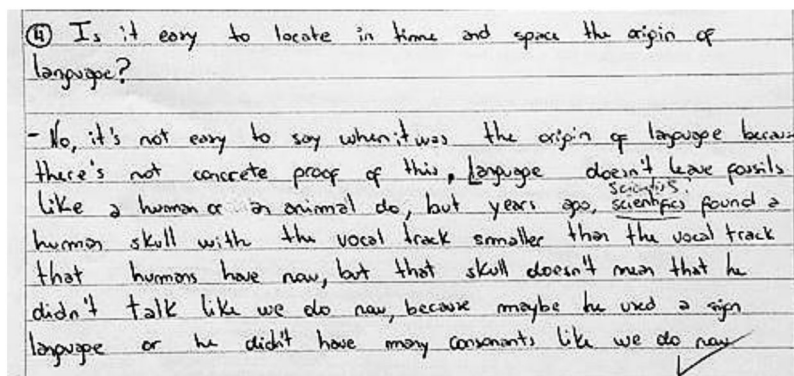 ④ Is it easy to locate in time and space the origin of
language?
- No, it's not easy to say when it was the origin of language becaus
there's not concrete proof of this, Language doesn't leave fossils
scientists
like a human or an animal do, but years ago, scientifics found a
human skull with the vocal track smaller than the vocal track
that humans have now, but that skull doesn't mean that he
didn't talk like we do now, because maybe he used a sign
language or he didn't have many consonants like we do now